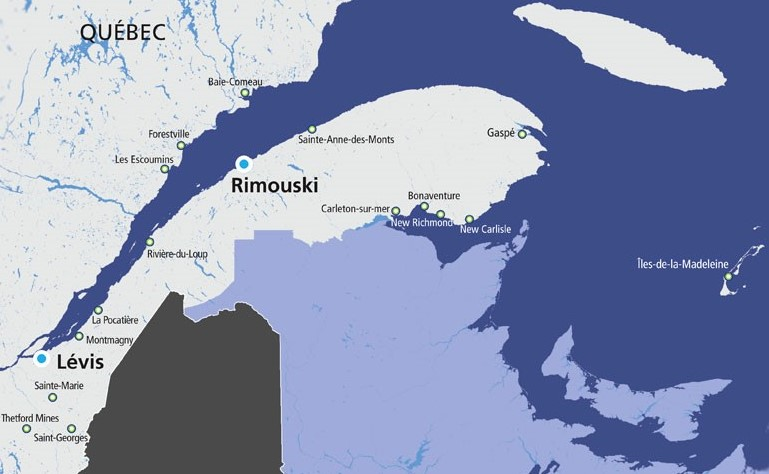 QUÉBEC
Baie-Comeau
Forestville
Sainte-Anne-des-Monts
Gaspé
Les Escoumins
Rimouski
Bonaventure
Carleton-sur-mer
New Richmond
New Carlisle
Rivière-du-Loup
Îles-de-la-Madeleine
La Pocatière
Montmagny
Lévis
Sainte-Marie
Thetford Mines
Saint-Georges